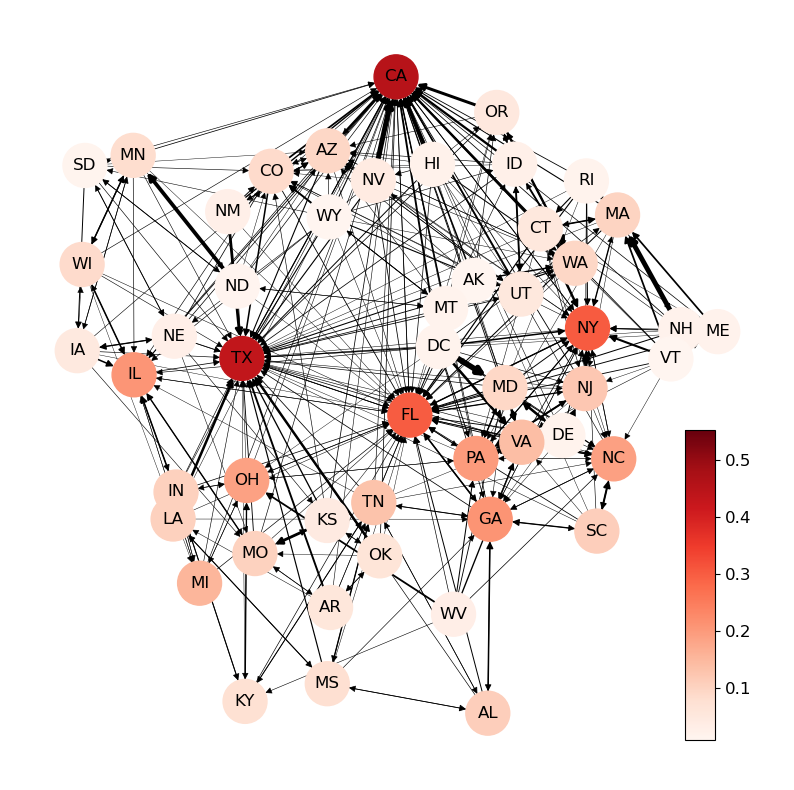 CA
OR
AZ
MN
SD
CO
NV
HI
ID
RI
NM
WY
CT
MA
WI
ND
AK
UT
WA
MT
NY
NH
ME
IA
NE
TX
DC
VT
IL
MD
NJ
FL
DE
VA
PA
NC
IN
OH
TN
LA
KS
GA
SC
MO
OK
MI
AR
WV
KY
MS
AL
0.5
0.4
0.3
0.2
0.1